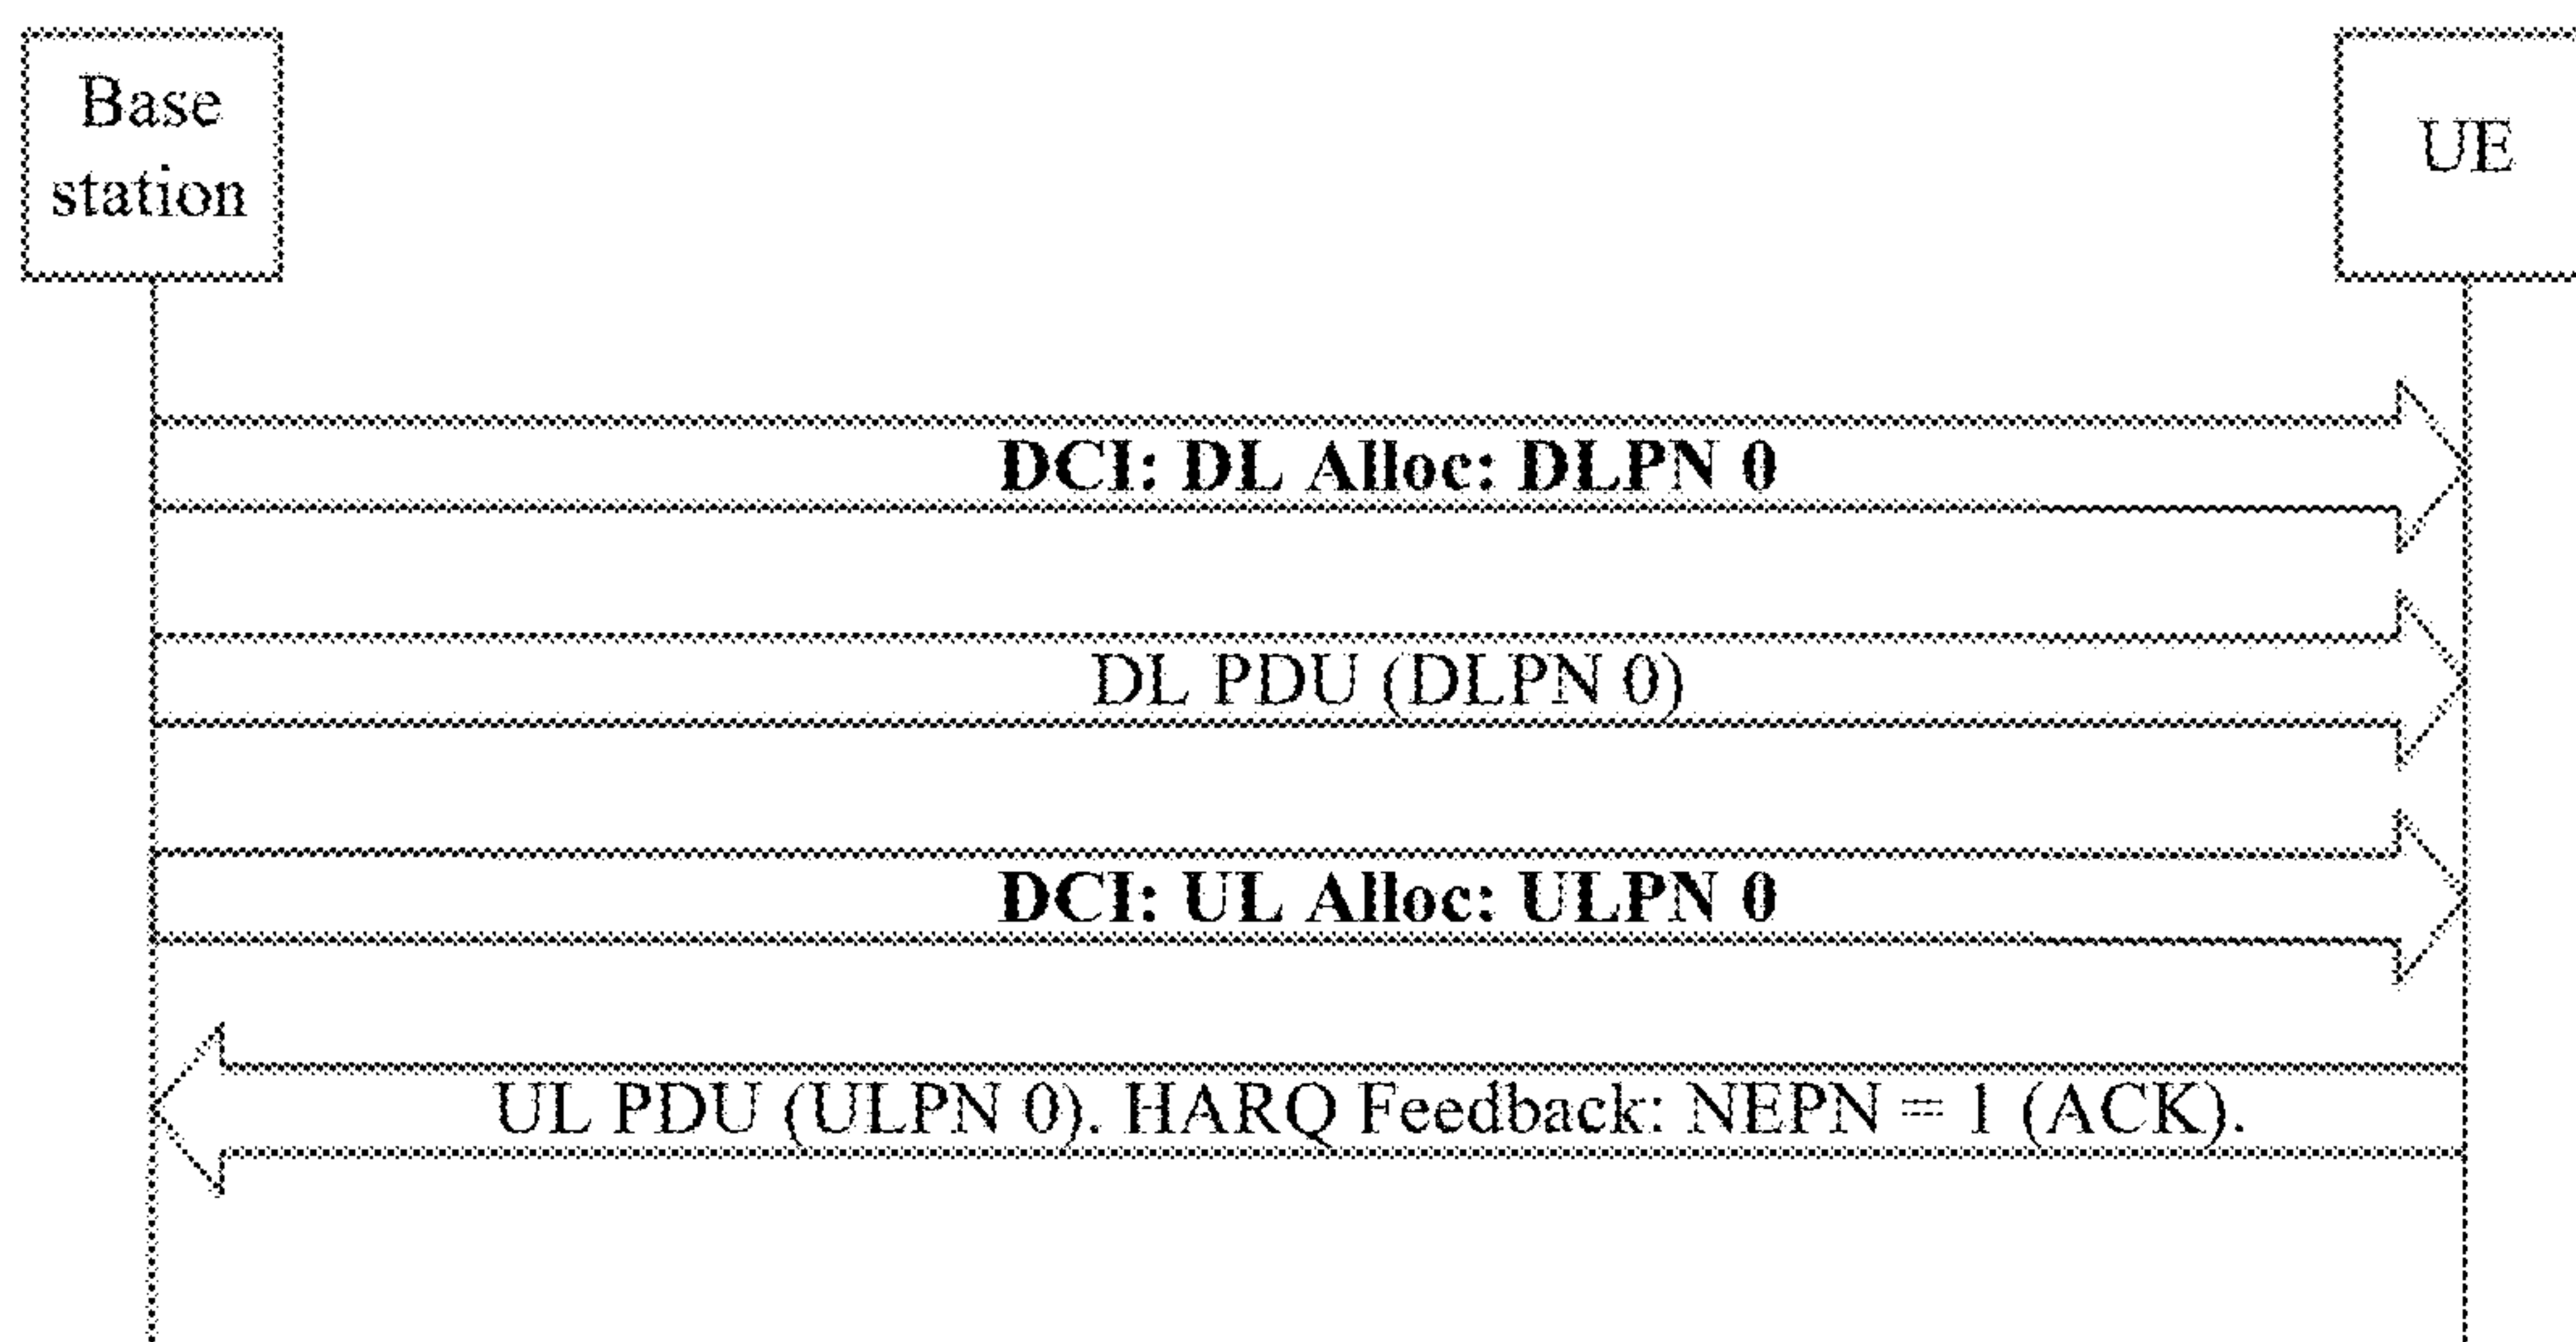 Base
station
UE
DCI: DL Alloc: DLPN 0
DL PDU (DLPN 0)
DCI: UL Alloc: ULPN 0
UL PDU (ULPN 0). HARQ Feedback: NEPN = 1 (ACK).